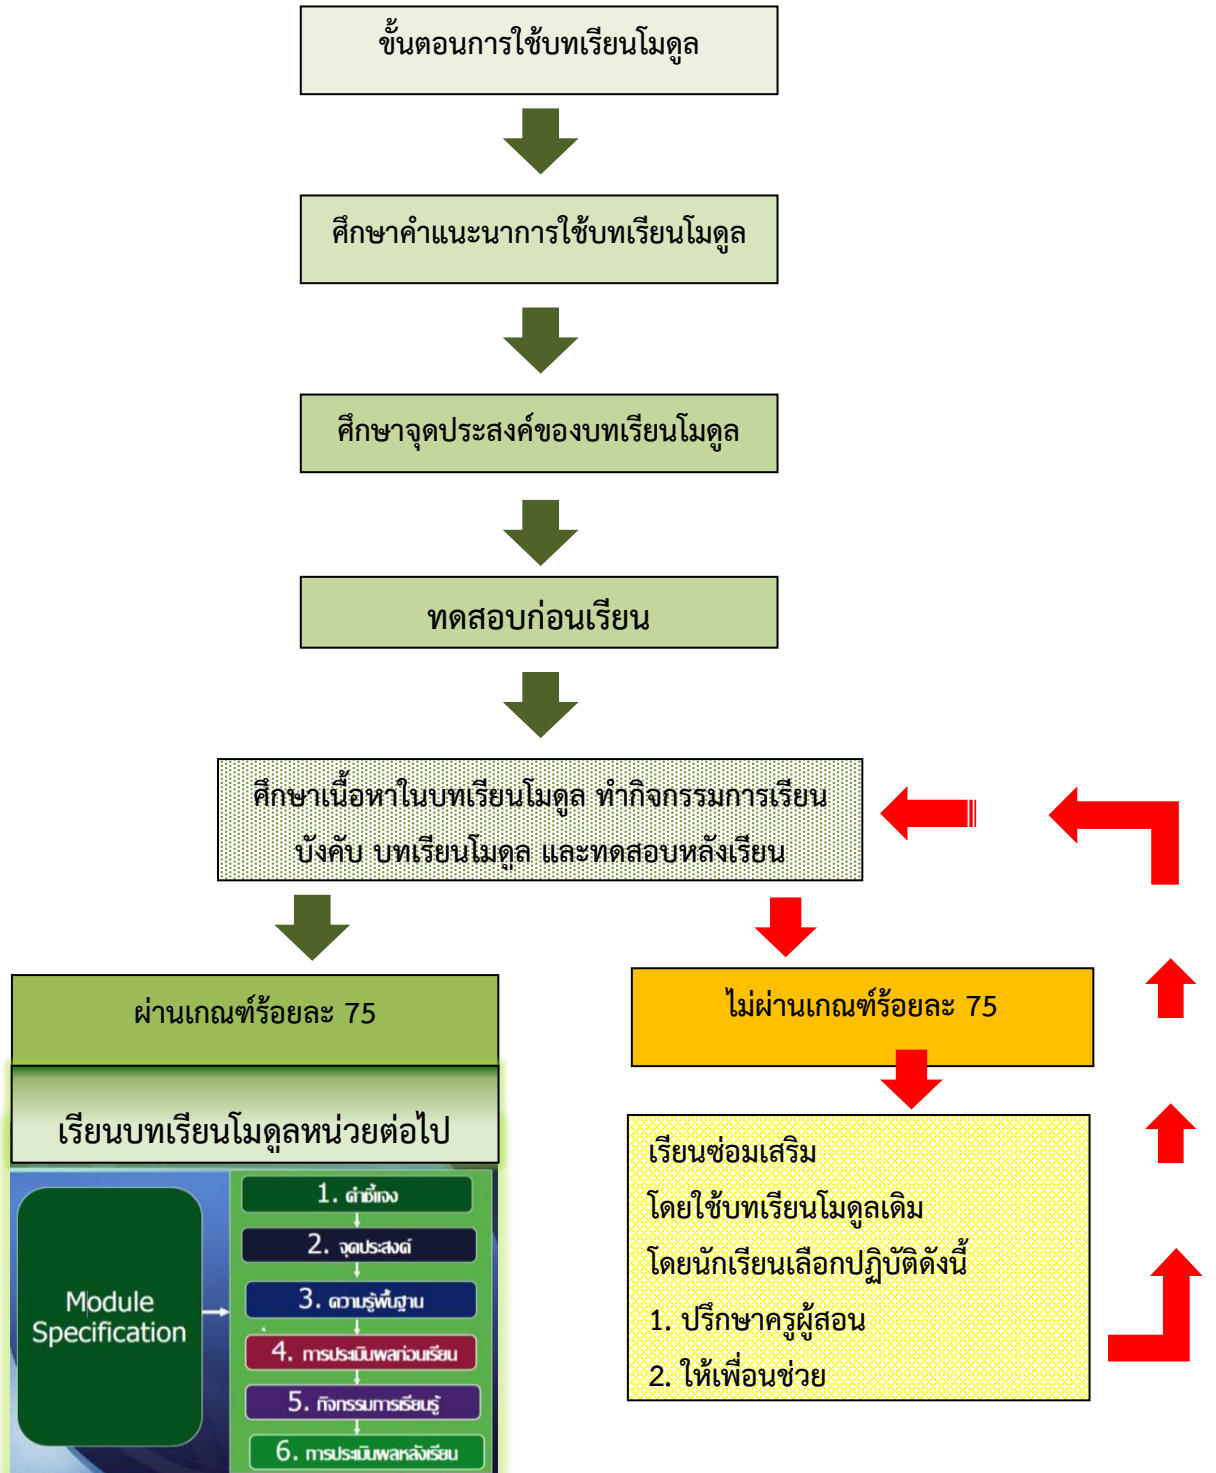 ขั้นตอนการใช้บทเรียนโมดูล
ศึกษาคำแนะนาการใช้บทเรียนโมดูล
ศึกษาจุดประสงค์ของบทเรียนโมดูล
ทดสอบก่อนเรียน
ศึกษาเนื้อหาในบทเรียนโมดูล ทำกิจกรรมการเรียน
บังคับ บทเรียนโมดูล และทดสอบหลังเรียน
ผ่านเกณฑ์ร้อยละ 75
ไม่ผ่านเกณฑ์ร้อยละ 75
เรียนบทเรียนโมดูลหน่วยต่อไป
เรียนซ่อมเสริม
โดยใช้บทเรียนโมดูลเดิม
โดยนักเรียนเลือกปฏิบัติดังนี้
1. ปรึกษาครูผู้สอน
2. ให้เพื่อนช่วย
Module
Specification
1. คำชี้แจง
2. จุดประสงค์
3. ความรู้พื้นฐาน
4. การประเมินผลก่อนเรียน
5. กิจกรรมการเรียนรู้
6. การประเมินผลหลังเรียน